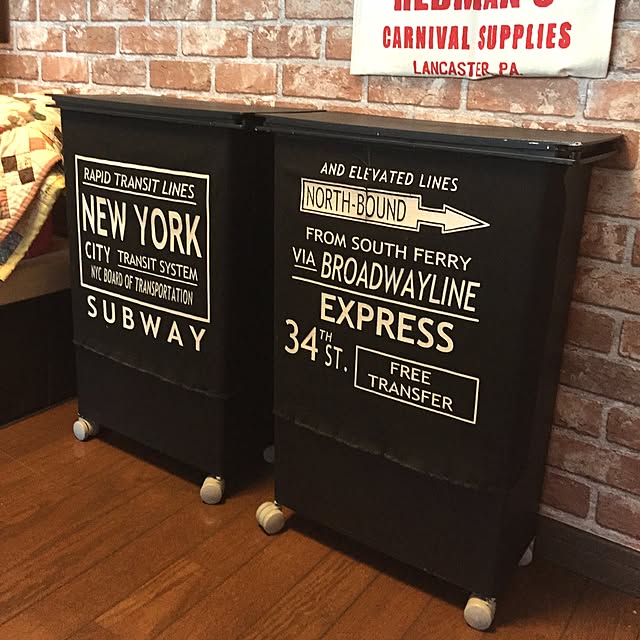 REDMAN'S
CARNIVAL SUPPLIES
LANCASTER, PA.
RAPID TRANSIT LINES
NEW YORK
CITY TRANSIT SYSTEM
NYC BOARD OF TRANSPORTATION
SUBWAY
AND ELEVATED LINES
NORTH-BOUND
FROM SOUTH FERRY
VIA BROADWAYLINE
EXPRESS
34TH ST.
FREE
TRANSFER